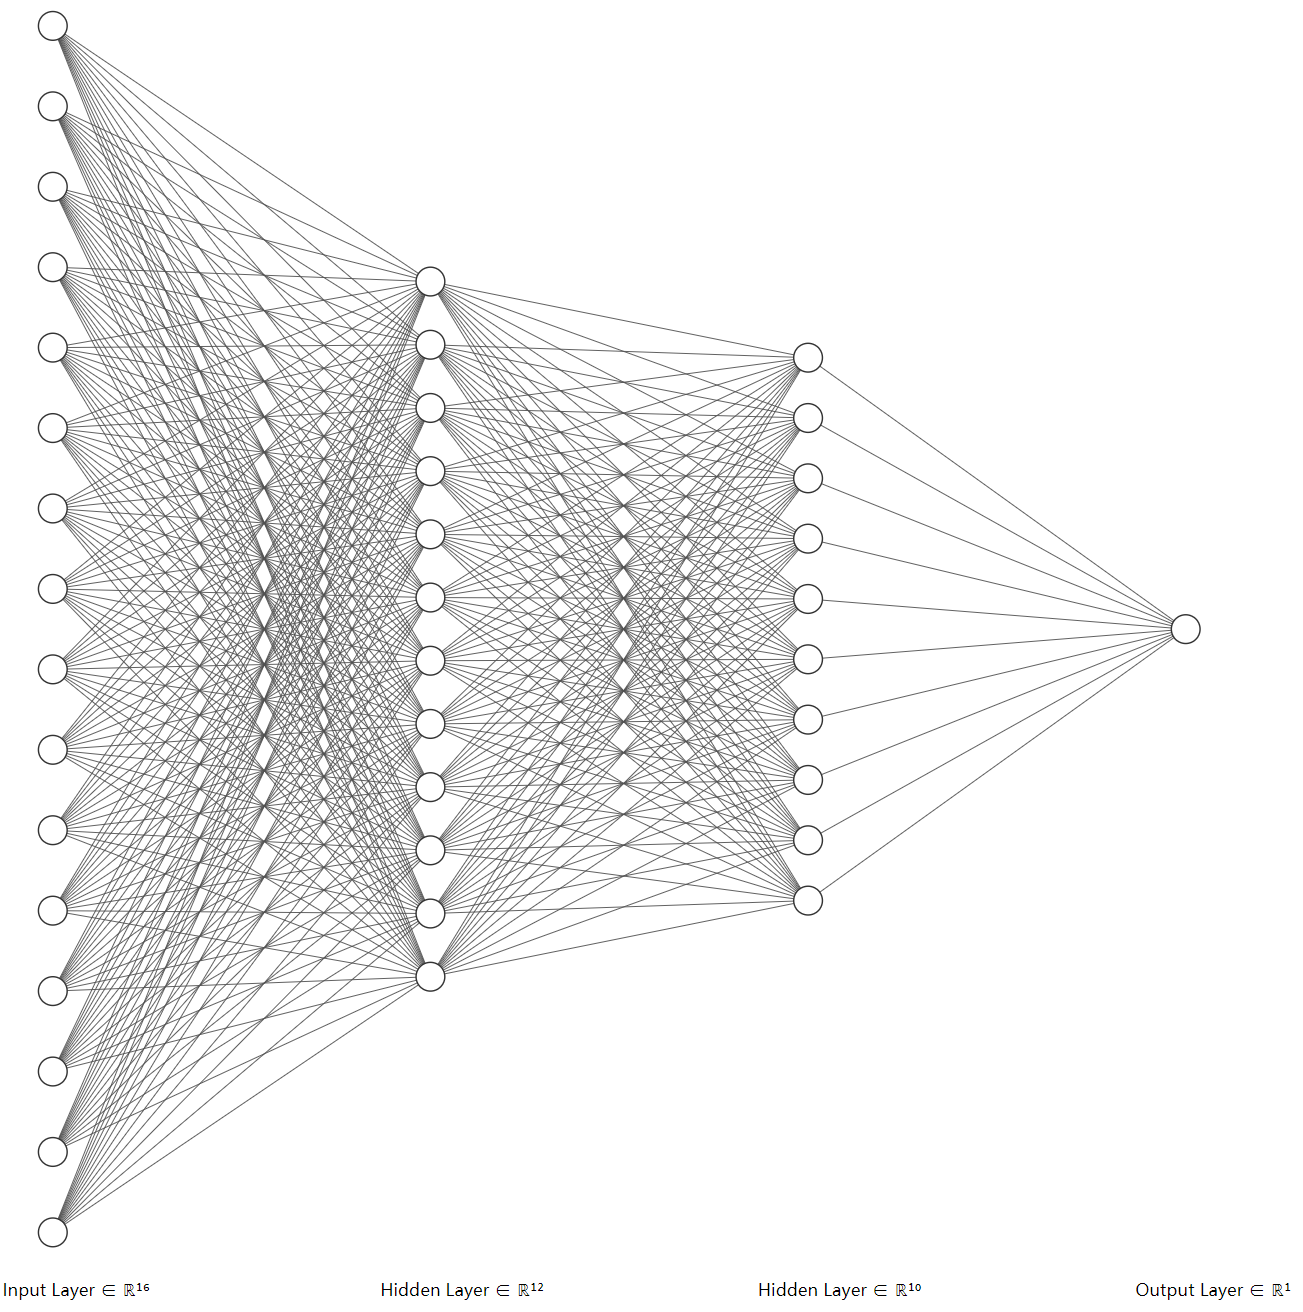 Input Layer ∈ ℝ¹⁶
Hidden Layer ∈ ℝ¹²
Hidden Layer ∈ ℝ¹⁰
Output Layer ∈ ℝ¹